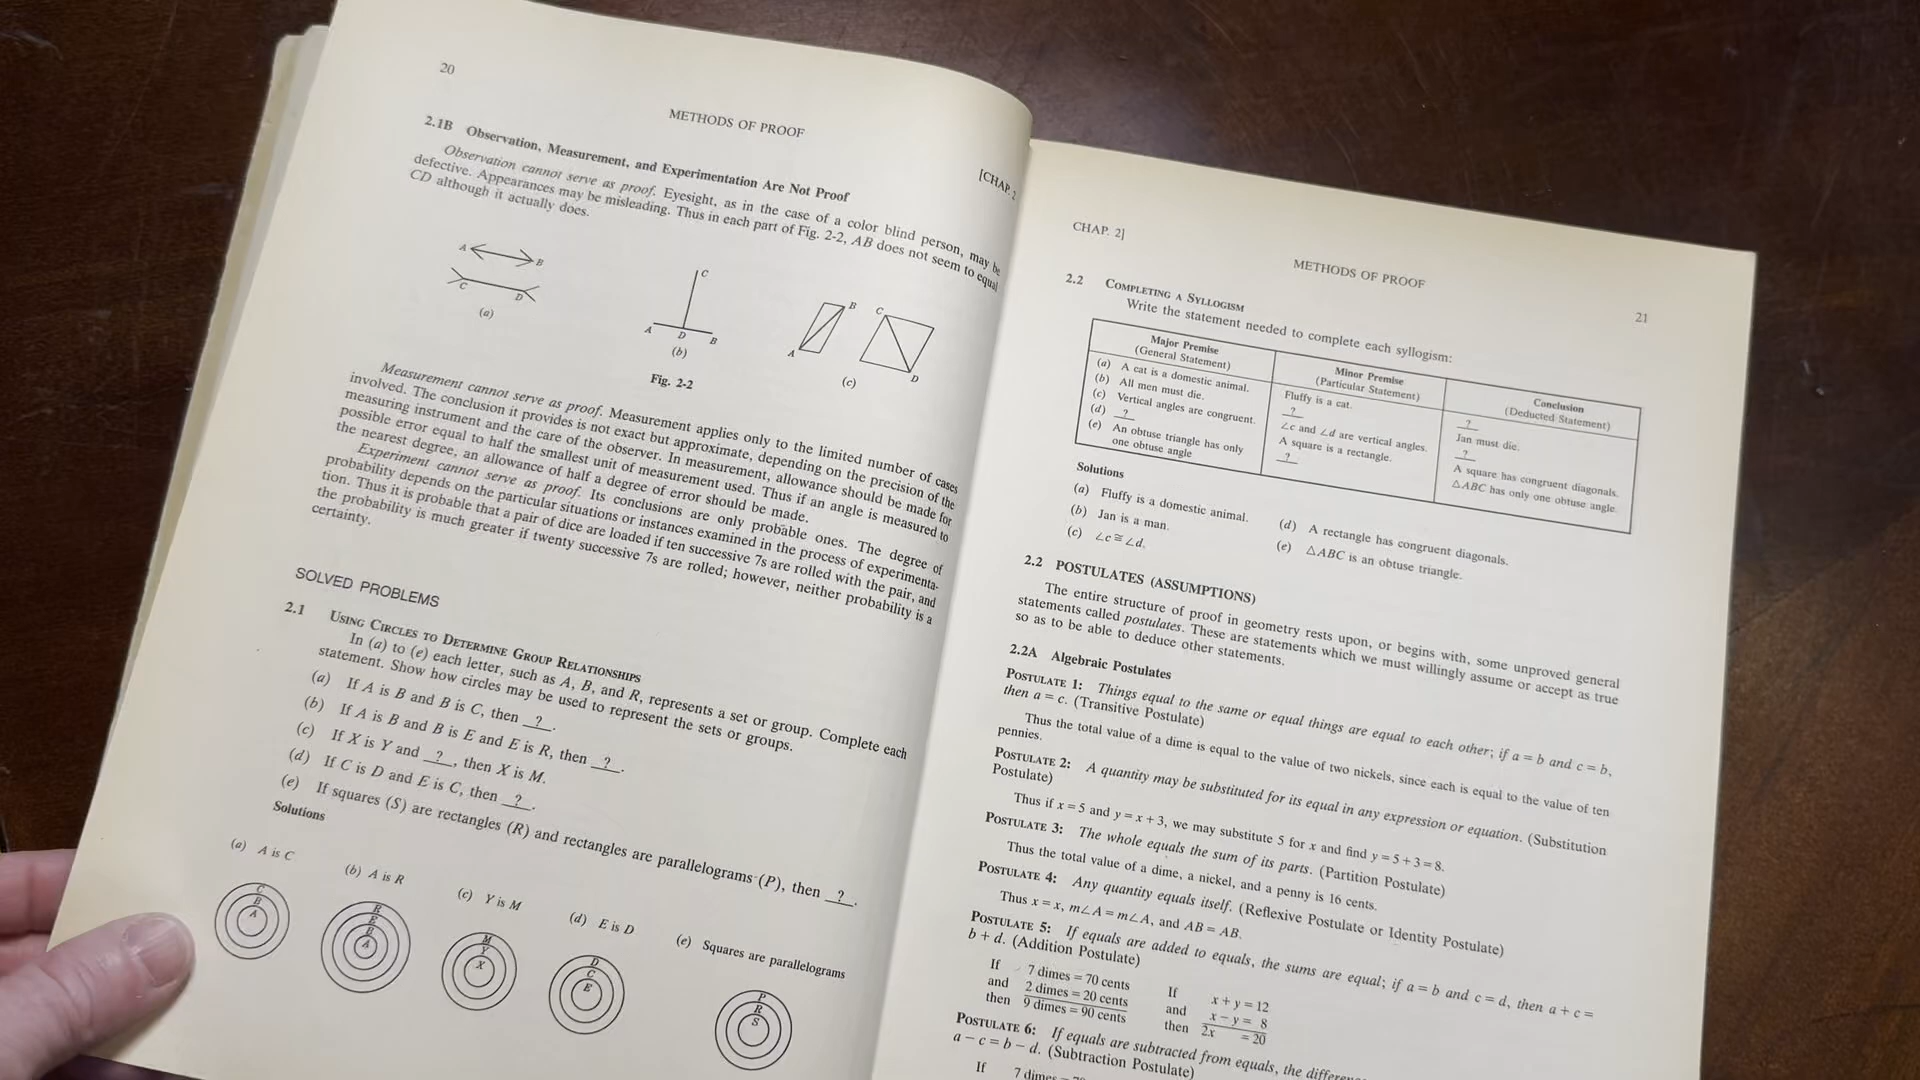 20
METHODS OF PROOF
[CHAP. 2
2.1B Observation, Measurement, and Experimentation Are Not Proof
Observation cannot serve as proof. Eyesight, as in the case of a color blind person, may be
defective. Appearances may be misleading. Thus in each part of Fig. 2-2, AB does not seem to equal
CD although it actually does.
A B
C D
(a)
C
A D B
(b)
B C
A D
(c)
Fig. 2-2
Measurement cannot serve as proof. Measurement applies only to the limited number of cases
involved. The conclusion it provides is not exact but approximate, depending on the precision of the
measuring instrument and the care of the observer. In measurement, allowance should be made for
possible error equal to half the smallest unit of measurement used. Thus if an angle is measured to
the nearest degree, an allowance of half a degree of error should be made.
Experiment cannot serve as proof. Its conclusions are only probable ones. The degree of
probability depends on the particular situations or instances examined in the process of experimenta-
tion. Thus it is probable that a pair of dice are loaded if ten successive 7s are rolled with the pair, and
the probability is much greater if twenty successive 7s are rolled; however, neither probability is a
certainty.
SOLVED PROBLEMS
2.1 USING CIRCLES TO DETERMINE GROUP RELATIONSHIPS
In (a) to (e) each letter, such as A, B, and R, represents a set or group. Complete each
statement. Show how circles may be used to represent the sets or groups.
(a) If A is B and B is C, then ?.
(b) If A is B and B is E and E is R, then ?.
(c) If X is Y and ?, then X is M.
(d) If C is D and E is C, then ?.
(e) If squares (S) are rectangles (R) and rectangles are parallelograms (P), then ?.
Solutions
(a) A is C
(b) A is R
(c) Y is M
(d) E is D
(e) Squares are parallelograms
C
B
A
R
E
B
A
M
Y
X
D
C
E
P
R
S
CHAP. 2]
METHODS OF PROOF
21
2.2 COMPLETING A SYLLOGISM
Write the statement needed to complete each syllogism:
Major Premise
(General Statement)
Minor Premise
(Particular Statement)
Conclusion
(Deducted Statement)
(a) A cat is a domestic animal.
Fluffy is a cat.
?
(b) All men must die.
?
Jan must die.
(c) Vertical angles are congruent.
∠c and ∠d are vertical angles.
?
(d) ?
A square is a rectangle.
A square has congruent diagonals.
(e) An obtuse triangle has only
one obtuse angle
?
△ABC has only one obtuse angle.
Solutions
(a) Fluffy is a domestic animal.
(b) Jan is a man.
(c) ∠c ≅ ∠d.
(d) A rectangle has congruent diagonals.
(e) △ABC is an obtuse triangle.
2.2 POSTULATES (ASSUMPTIONS)
The entire structure of proof in geometry rests upon, or begins with, some unproved general
statements called postulates. These are statements which we must willingly assume or accept as true
so as to be able to deduce other statements.
2.2A Algebraic Postulates
POSTULATE 1: Things equal to the same or equal things are equal to each other; if a = b and c = b,
then a = c. (Transitive Postulate)
Thus the total value of a dime is equal to the value of two nickels, since each is equal to the value of ten
pennies.
POSTULATE 2: A quantity may be substituted for its equal in any expression or equation. (Substitution
Postulate)
Thus if x = 5 and y = x + 3, we may substitute 5 for x and find y = 5 + 3 = 8.
POSTULATE 3: The whole equals the sum of its parts. (Partition Postulate)
Thus the total value of a dime, a nickel, and a penny is 16 cents.
POSTULATE 4: Any quantity equals itself. (Reflexive Postulate or Identity Postulate)
Thus x = x, m∠A = m∠A, and AB = AB.
POSTULATE 5: If equals are added to equals, the sums are equal; if a = b and c = d, then a + c =
b + d. (Addition Postulate)
If 7 dimes = 70 cents
and 2 dimes = 20 cents
then 9 dimes = 90 cents
If x + y = 12
and x − y = 8
then 2x = 20
POSTULATE 6: If equals are subtracted from equals, the
a − c = b − d. (Subtraction Postulate)
If 7 dimes